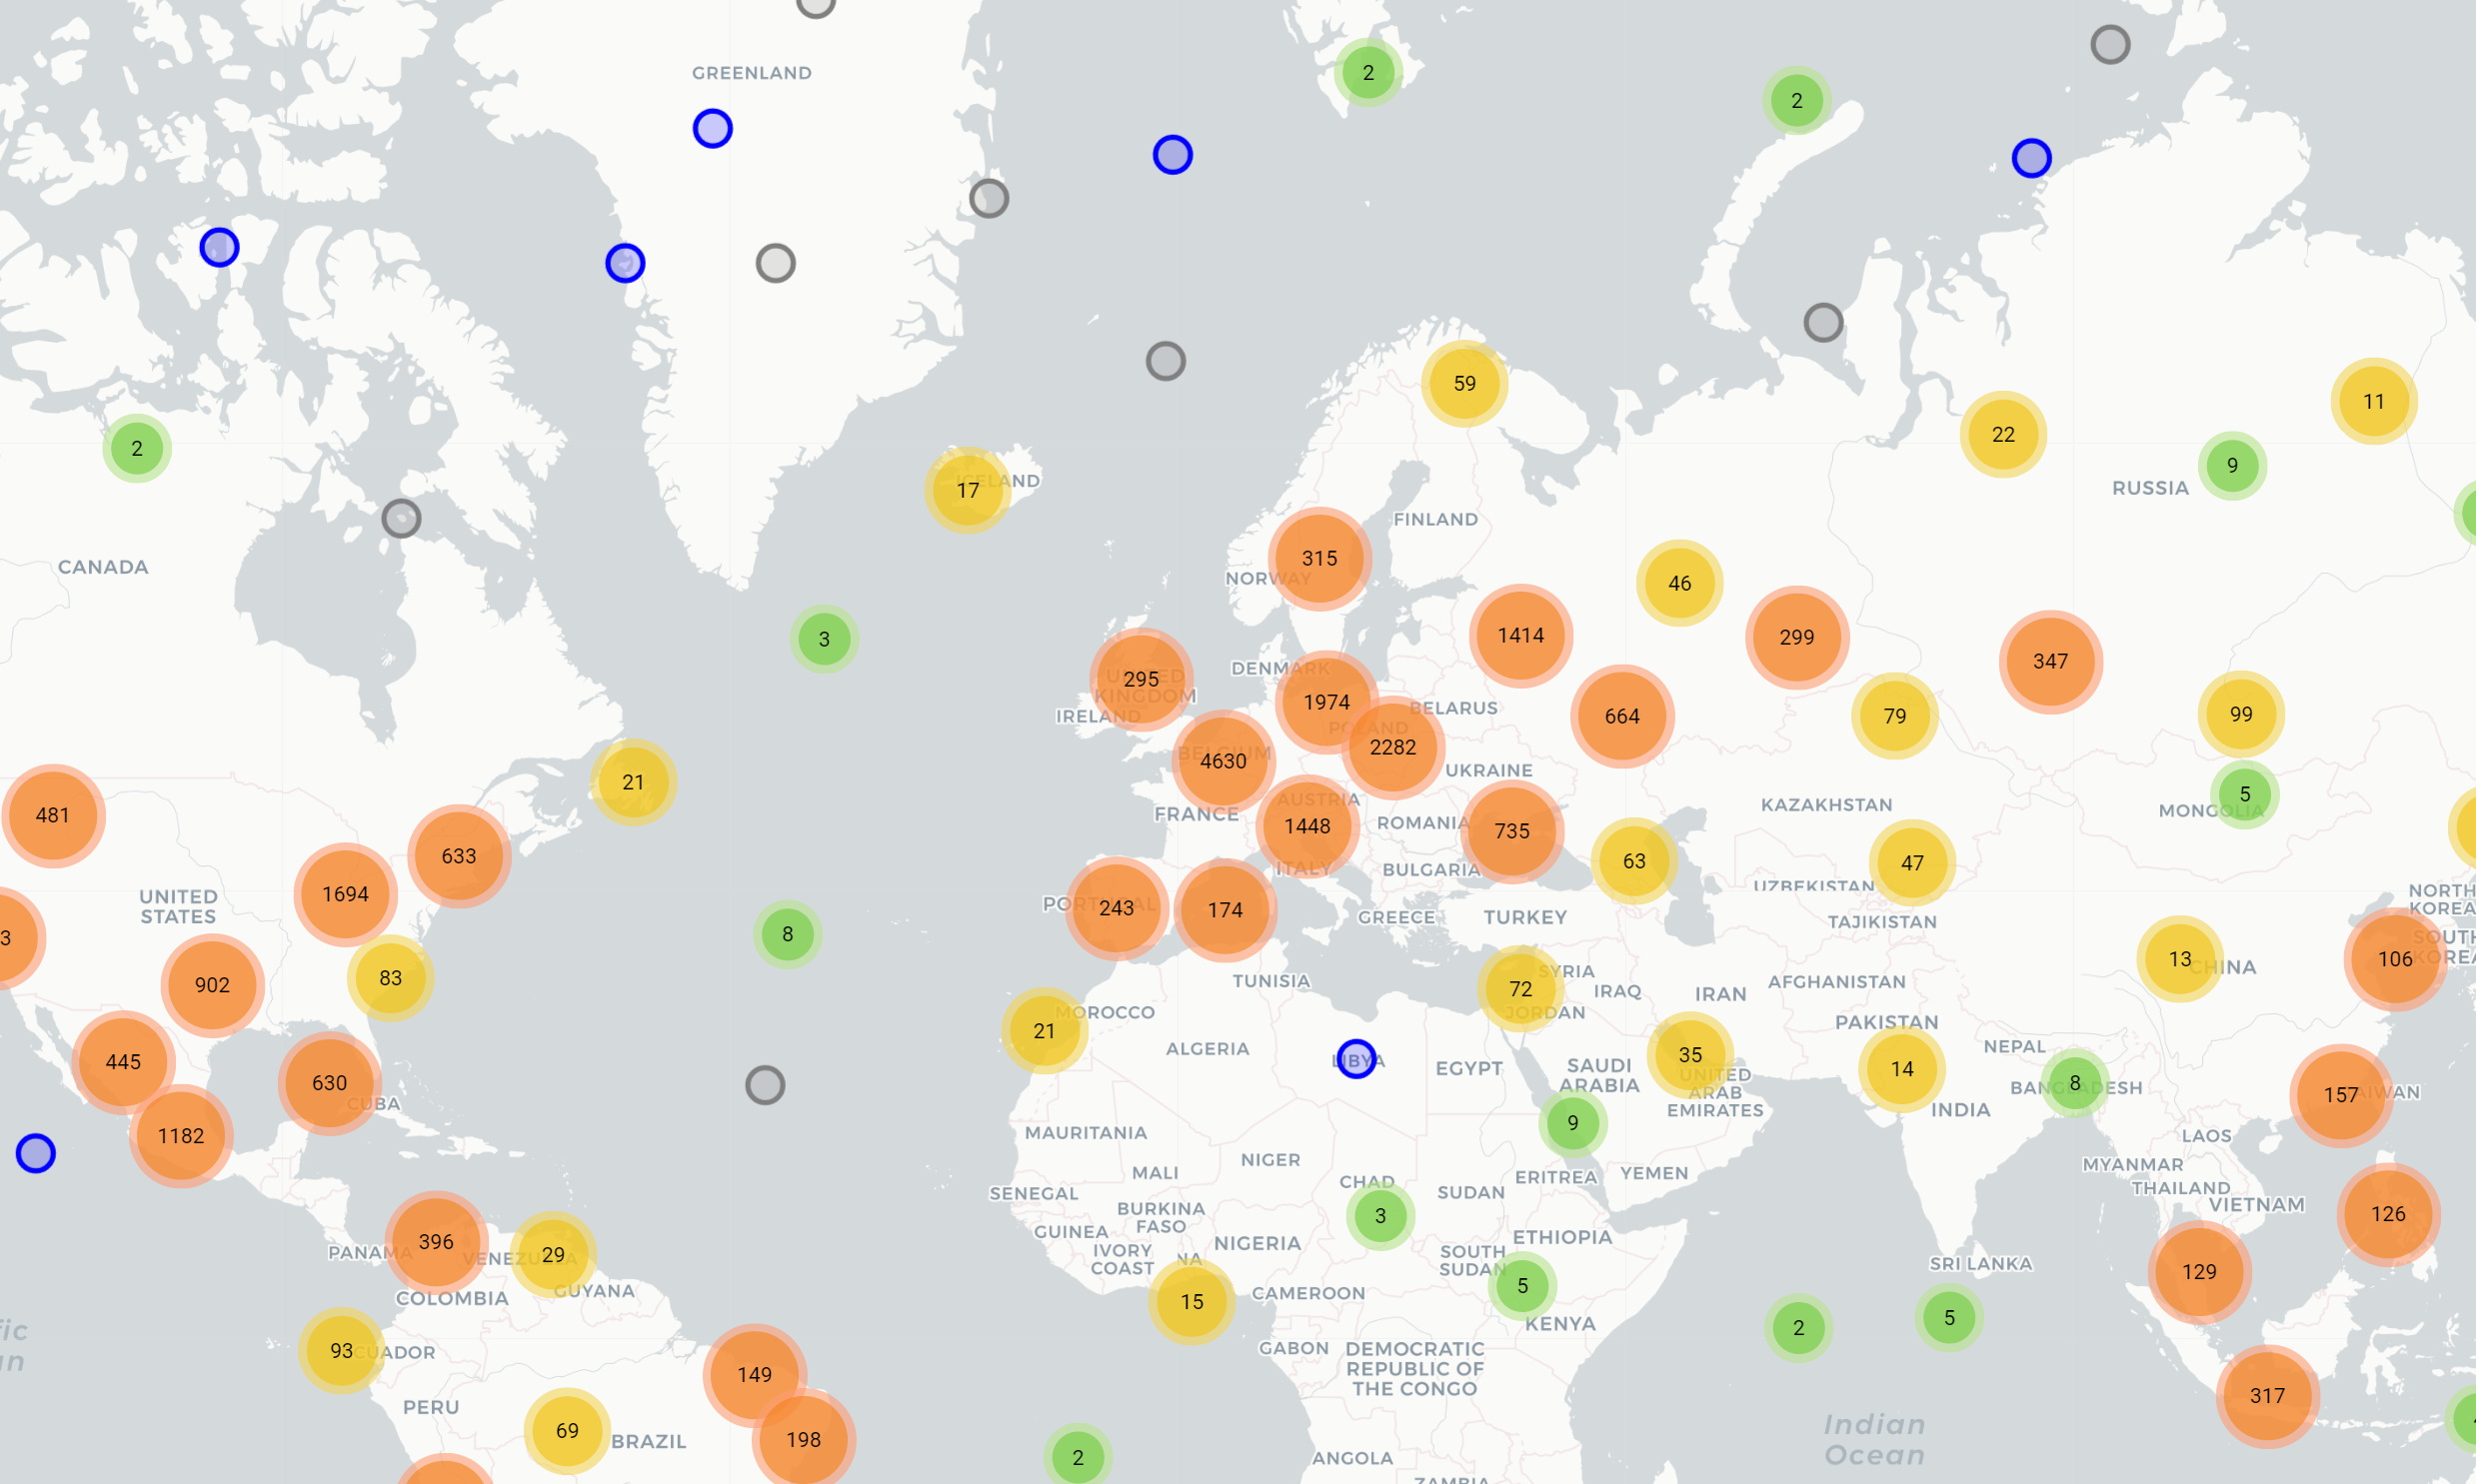 GREENLAND
2
2
2
59
11
22
9
17
ICELAND
RUSSIA
FINLAND
CANADA
315
NORWAY
46
3
1414
299
347
UNITED
KINGDOM
295
DENMARK
1974
POLAND
BELARUS
664
79
99
IRELAND
2282
BELGIUM
4630
UKRAINE
21
5
MONGOLIA
KAZAKHSTAN
481
AUSTRIA
FRANCE
1448
ROMANIA
735
633
63
47
ITALY
BULGARIA
UZBEKISTAN
1694
UNITED
STATES
NORTH
KOREA
PORTUGAL
243
174
GREECE
TURKEY
TAJIKISTAN
3
8
SOUTH
KOREA
106
13
CHINA
83
902
TUNISIA
72
SYRIA
IRAQ
IRAN
AFGHANISTAN
JORDAN
21
MOROCCO
PAKISTAN
445
ALGERIA
LIBYA
EGYPT
SAUDI
ARABIA
35
UNITED
ARAB
EMIRATES
14
NEPAL
8
BANGLADESH
INDIA
157
TAIWAN
630
CUBA
1182
MAURITANIA
9
LAOS
MALI
NIGER
MYANMAR
SENEGAL
CHAD
SUDAN
ERITREA
YEMEN
THAILAND
VIETNAM
BURKINA
FASO
3
126
GUINEA
396
PANAMA
VENEZUELA
29
IVORY
COAST
NA
NIGERIA
SOUTH
SUDAN
ETHIOPIA
SRI LANKA
129
GUYANA
COLOMBIA
15
CAMEROON
5
KENYA
2
5
fic
an
93
ECUADOR
GABON
DEMOCRATIC
REPUBLIC OF
THE CONGO
149
317
PERU
69
BRAZIL
198
2
ANGOLA
Indian
Ocean
ZAMBIA